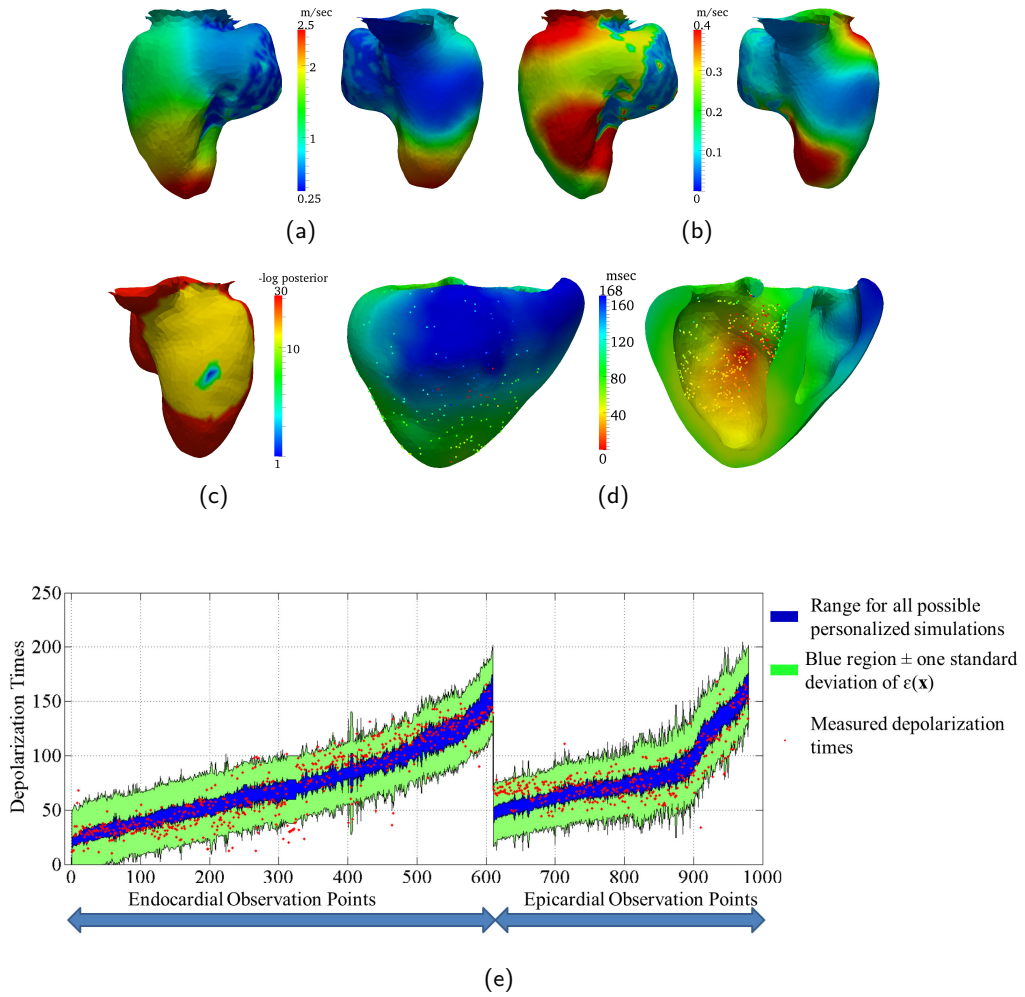 m/sec
2.5
2
1
0.25
(a)
m/sec
0.4
0.3
0.2
0.1
0
(b)
-log posterior
30
10
1
(c)
msec
168
160
120
80
40
0
(d)
Depolarization Times
250
200
150
100
50
0
0 100 200 300 400 500 600 700 800 900 1000
Endocardial Observation Points
Epicardial Observation Points
Range for all possible
personalized simulations
Blue region ± one standard
deviation of ε(x)
Measured depolarization
times
(e)